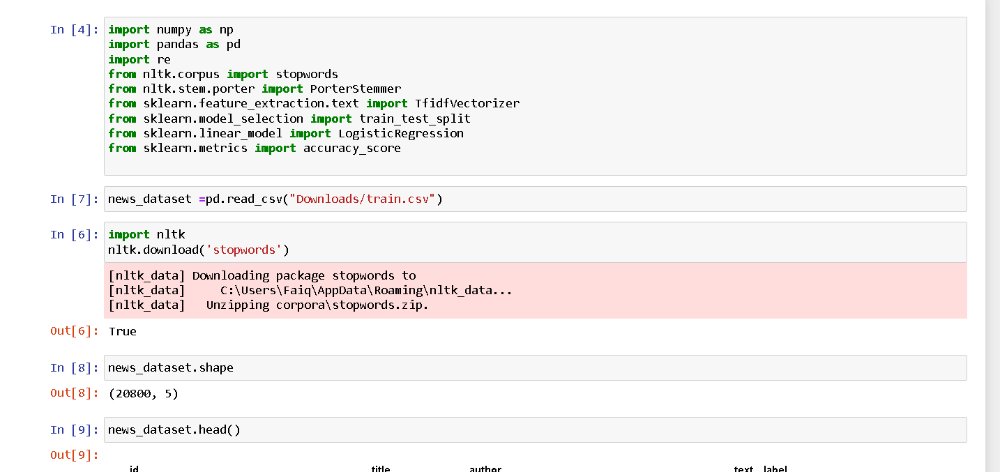 In [4]: import numpy as np
import pandas as pd
import re
from nltk.corpus import stopwords
from nltk.stem.porter import PorterStemmer
from sklearn.feature_extraction.text import TfidfVectorizer
from sklearn.model_selection import train_test_split
from sklearn.linear_model import LogisticRegression
from sklearn.metrics import accuracy_score
In [7]: news_dataset =pd.read_csv("Downloads/train.csv")
In [6]: import nltk
nltk.download('stopwords')
[nltk_data] Downloading package stopwords to
[nltk_data]     C:\Users\Faiq\AppData\Roaming\nltk_data...
[nltk_data]   Unzipping corpora\stopwords.zip.
Out[6]: True
In [8]: news_dataset.shape
Out[8]: (20800, 5)
In [9]: news_dataset.head()
Out[9]:
id title author text label